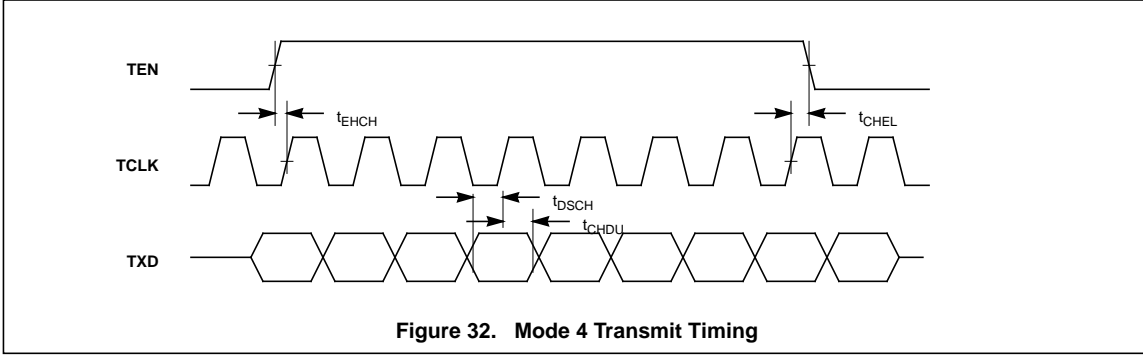 TEN
tEHCH
tCHEL
TCLK
tDSCH
tCHDU
TXD
Figure 32. Mode 4 Transmit Timing